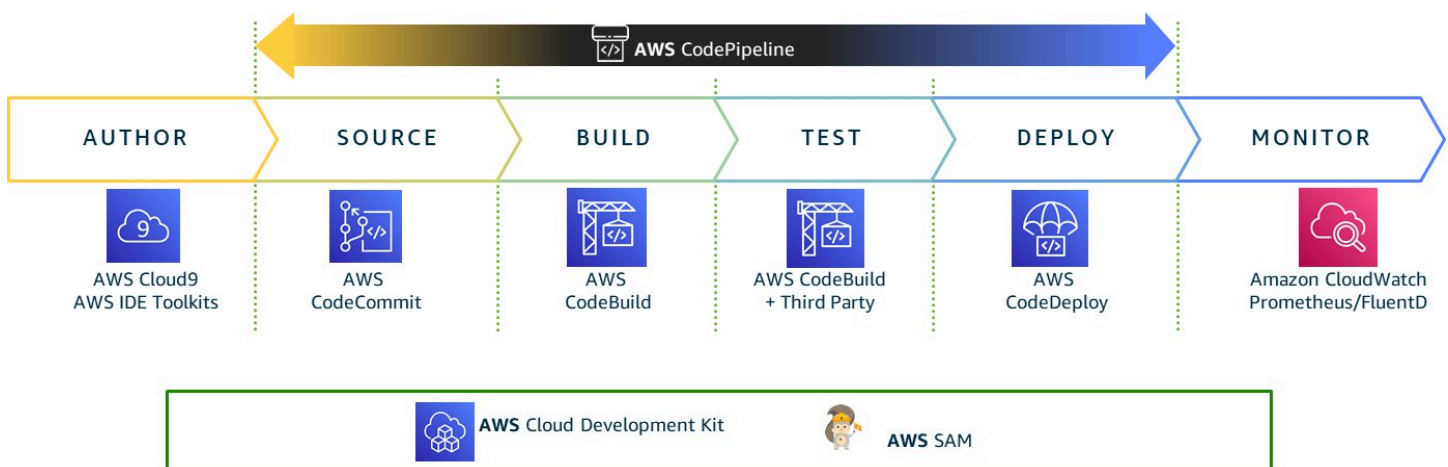 AWS CodePipeline
AUTHOR
SOURCE
BUILD
TEST
DEPLOY
MONITOR
9
</>
</>
</>
</>
</>
AWS Cloud9
AWS IDE Toolkits
AWS
CodeCommit
AWS
CodeBuild
AWS CodeBuild
+ Third Party
AWS
CodeDeploy
Amazon CloudWatch
Prometheus/FluentD
AWS Cloud Development Kit
AWS SAM